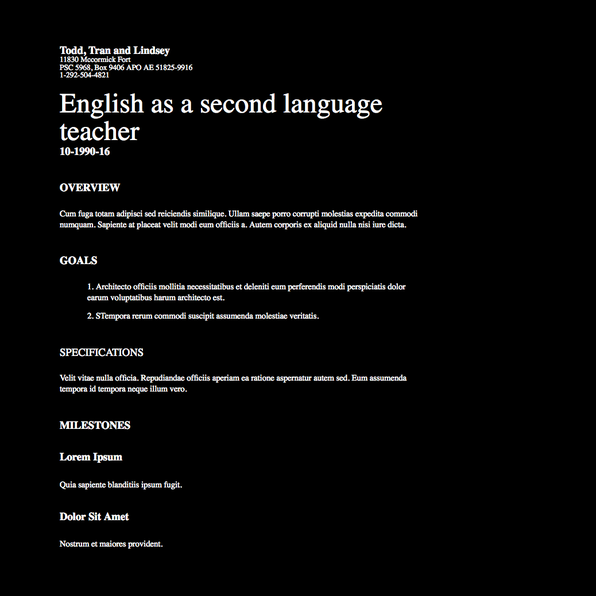 Todd, Tran and Lindsey
11830 Mccormick Fort
PSC 5968, Box 9406 APO AE 51825-9916
1-292-504-4821
English as a second language
teacher
10-1990-16
OVERVIEW
Cum fuga totam adipisci sed reiciendis similique. Ullam saepe porro corrupti molestias expedita commodi
numquam. Sapiente at placeat velit modi eum officiis a. Autem corporis ex aliquid nulla nisi iure dicta.
GOALS
1. Architecto officiis mollitia necessitatibus et deleniti eum perferendis modi perspiciatis dolor
earum voluptatibus harum architecto est.
2. STempora rerum commodi suscipit assumenda molestiae veritatis.
SPECIFICATIONS
Velit vitae nulla officia. Repudiandae officiis aperiam ea ratione aspernatur autem sed. Eum assumenda
tempora id tempora neque illum vero.
MILESTONES
Lorem Ipsum
Quia sapiente blanditiis ipsum fugit.
Dolor Sit Amet
Nostrum et maiores provident.